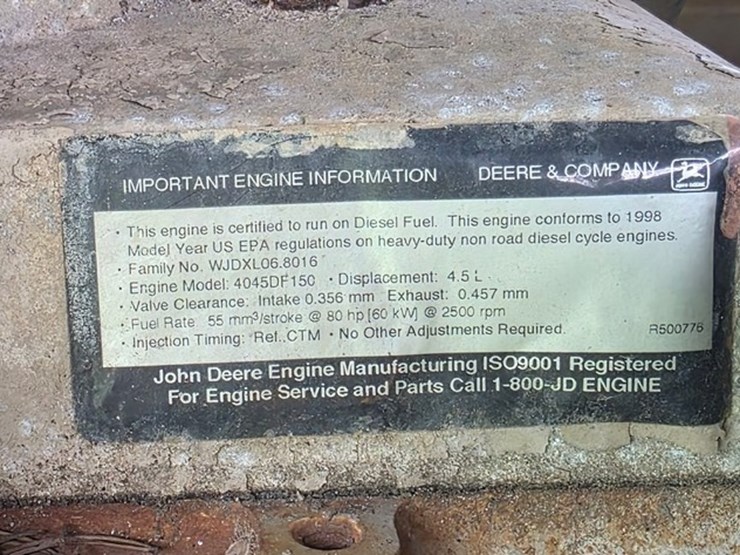 IMPORTANT ENGINE INFORMATION DEERE & COMPANY
JOHN DEERE
· This engine is certified to run on Diesel Fuel. This engine conforms to 1998
Model Year US EPA regulations on heavy-duty non road diesel cycle engines.
· Family No. WJDXL06.8016
· Engine Model: 4045DF150 · Displacement: 4.5 L
· Valve Clearance: Intake 0.356 mm Exhaust: 0.457 mm
· Fuel Rate 55 mm³/stroke @ 80 hp [60 kW] @ 2500 rpm
· Injection Timing: Ref..CTM · No Other Adjustments Required. R500776
John Deere Engine Manufacturing ISO9001 Registered
For Engine Service and Parts Call 1-800-JD ENGINE